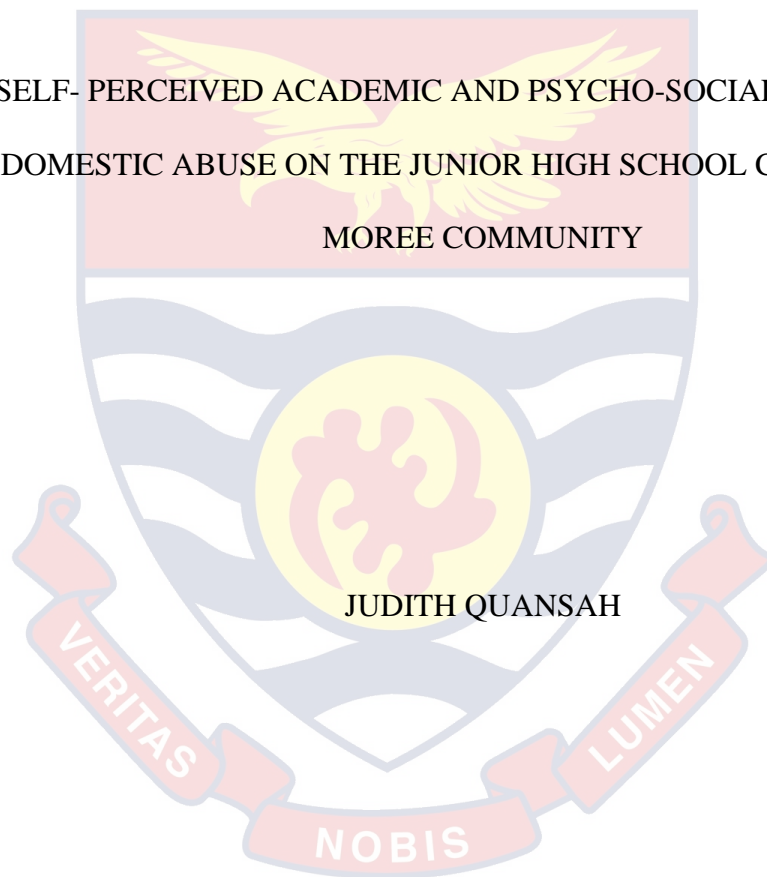 SELF- PERCEIVED ACADEMIC AND PSYCHO-SOCIAL
DOMESTIC ABUSE ON THE JUNIOR HIGH SCHOOL
MOREE COMMUNITY
JUDITH QUANSAH
VERITAS
NOBIS
LUMEN